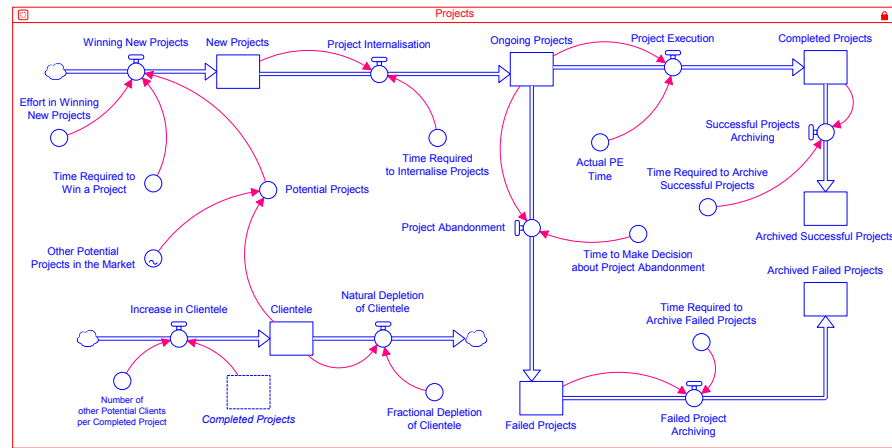 Projects
Winning New Projects
New Projects
Project Internalisation
Ongoing Projects
Project Execution
Completed Projects
Effort in Winning
New Projects
Time Required to
Win a Project
Time Required
to Internalise Projects
Actual PE
Time
Successful Projects
Archiving
Time Required to Archive
Successful Projects
Potential Projects
Other Potential
Projects in the Market
Project Abandonment
Time to Make Decision
about Project Abandonment
Archived Successful Projects
Archived Failed Projects
Increase in Clientele
Clientele
Natural Depletion
of Clientele
Time Required to
Archive Failed Projects
Number of
other Potential Clients
per Completed Project
Completed Projects
Fractional Depletion
of Clientele
Failed Projects
Failed Project
Archiving